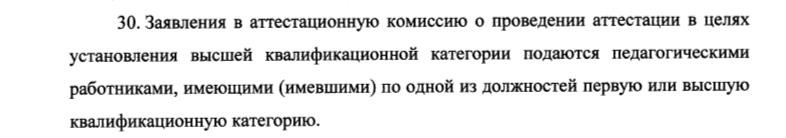 30. Заявления в аттестационную комиссию о проведении аттестации в целях
установления высшей квалификационной категории подаются педагогическими
работниками, имеющими (имевшими) по одной из должностей первую или высшую
квалификационную категорию.